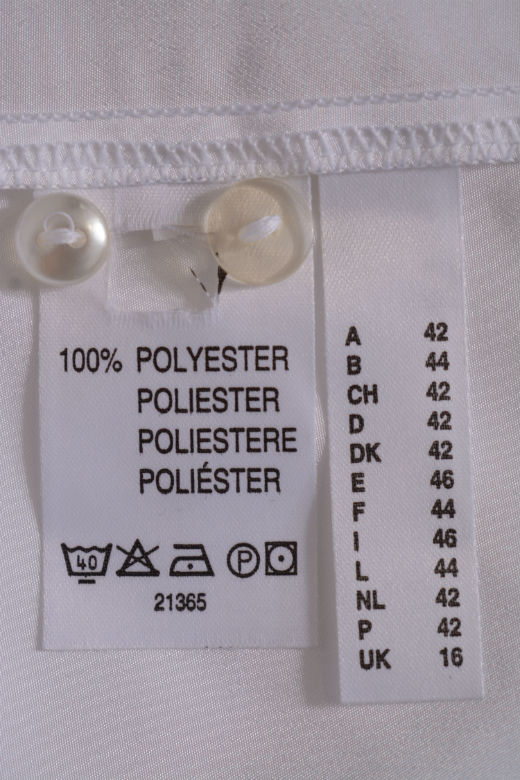 100% POLYESTER
POLIESTER
POLIESTERE
POLIÉSTER
40 P
21365
A 42
B 44
CH 42
D 42
DK 42
E 46
F 44
I 46
L 44
NL 42
P 42
UK 16